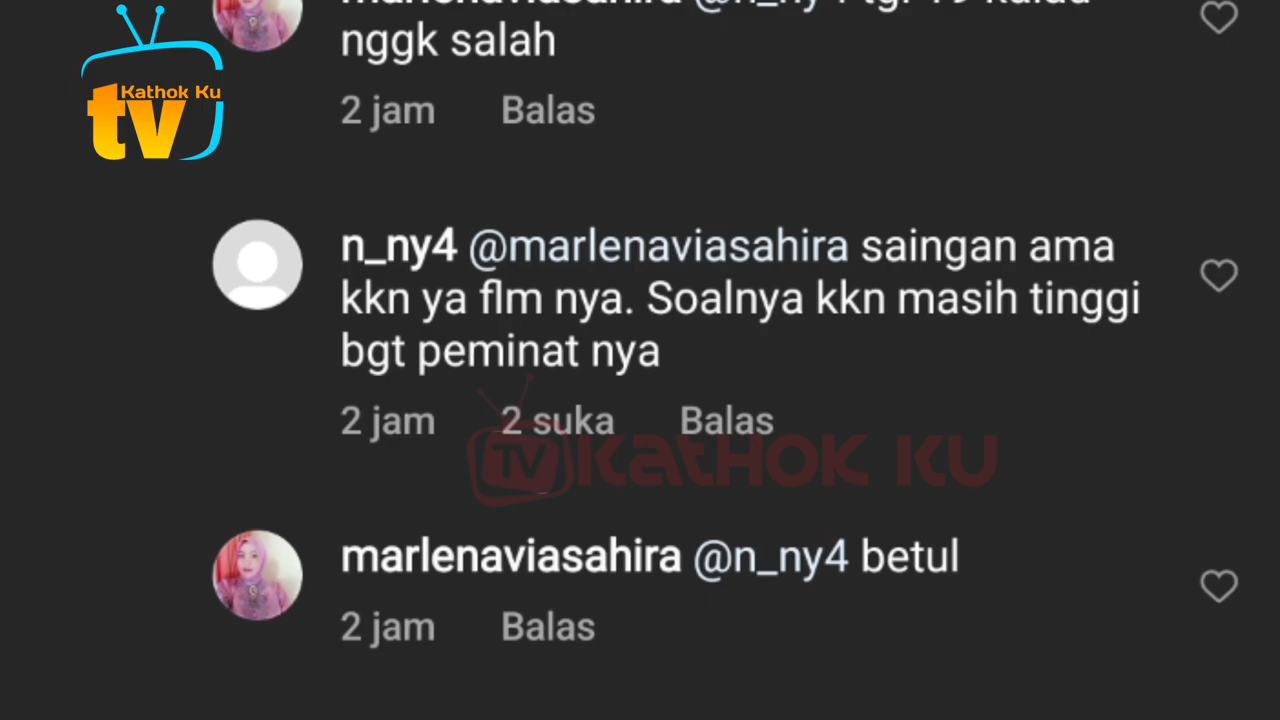 Kathok Ku
tv
nggk salah
2 jam Balas
n_ny4 @marlenaviasahira saingan ama
kkn ya flm nya. Soalnya kkn masih tinggi
bgt peminat nya
2 jam 2 suka Balas
TV KATHOK KU
marlenaviasahira @n_ny4 betul
2 jam Balas